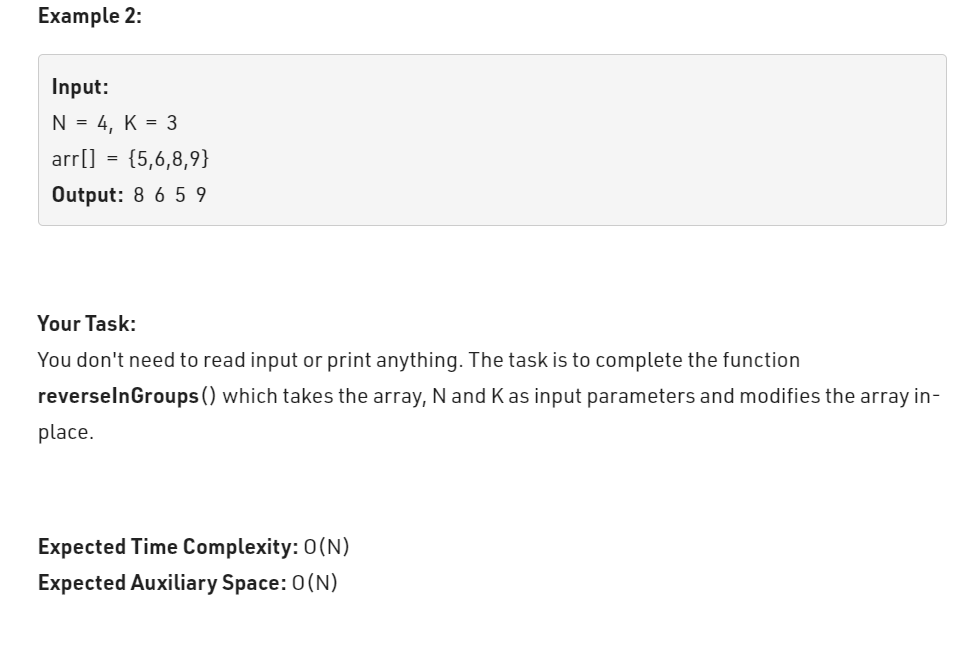 Example 2:
Input:
N = 4, K = 3
arr[] = {5,6,8,9}
Output: 8 6 5 9
Your Task:
You don't need to read input or print anything. The task is to complete the function
reverseInGroups() which takes the array, N and K as input parameters and modifies the array in-
place.
Expected Time Complexity: O(N)
Expected Auxiliary Space: O(N)